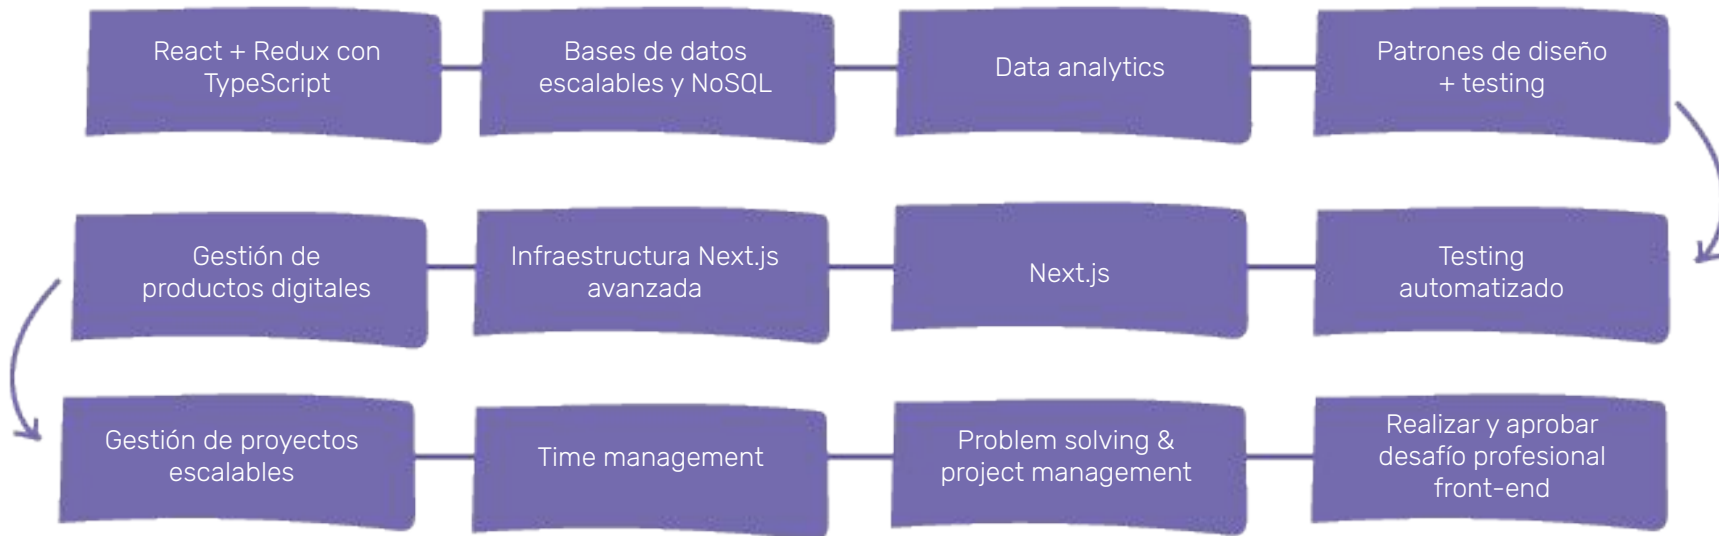 React + Redux con
TypeScript
Bases de datos
escalables y NoSQL
Data analytics
Patrones de diseño
+ testing
Testing
automatizado
Next.js
Infraestructura Next.js
avanzada
Gestión de
productos digitales
Gestión de proyectos
escalables
Time management
Problem solving &
project management
Realizar y aprobar
desafío profesional
front-end